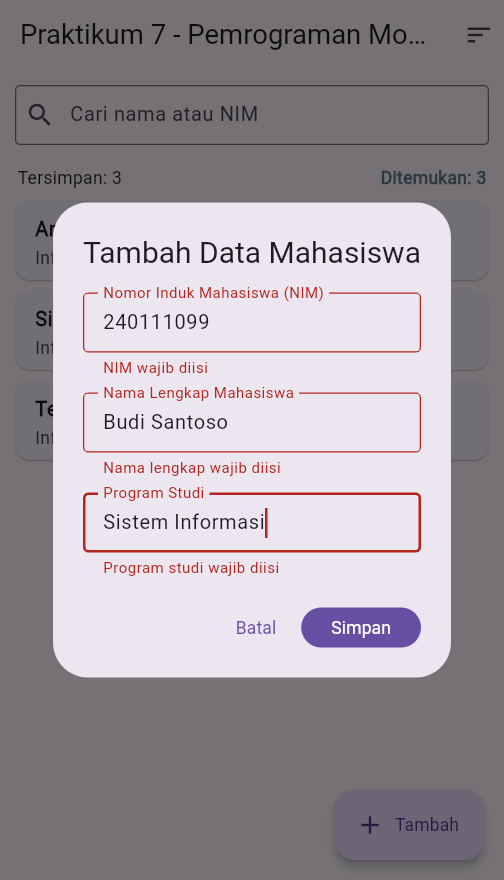 Praktikum 7 - Pemrograman Mo...
Cari nama atau NIM
Tersimpan: 3
Ditemukan: 3
Tambah Data Mahasiswa
Nomor Induk Mahasiswa (NIM)
240111099
NIM wajib diisi
Nama Lengkap Mahasiswa
Budi Santoso
Nama lengkap wajib diisi
Program Studi
Sistem Informasi
Program studi wajib diisi
Batal
Simpan
Tambah